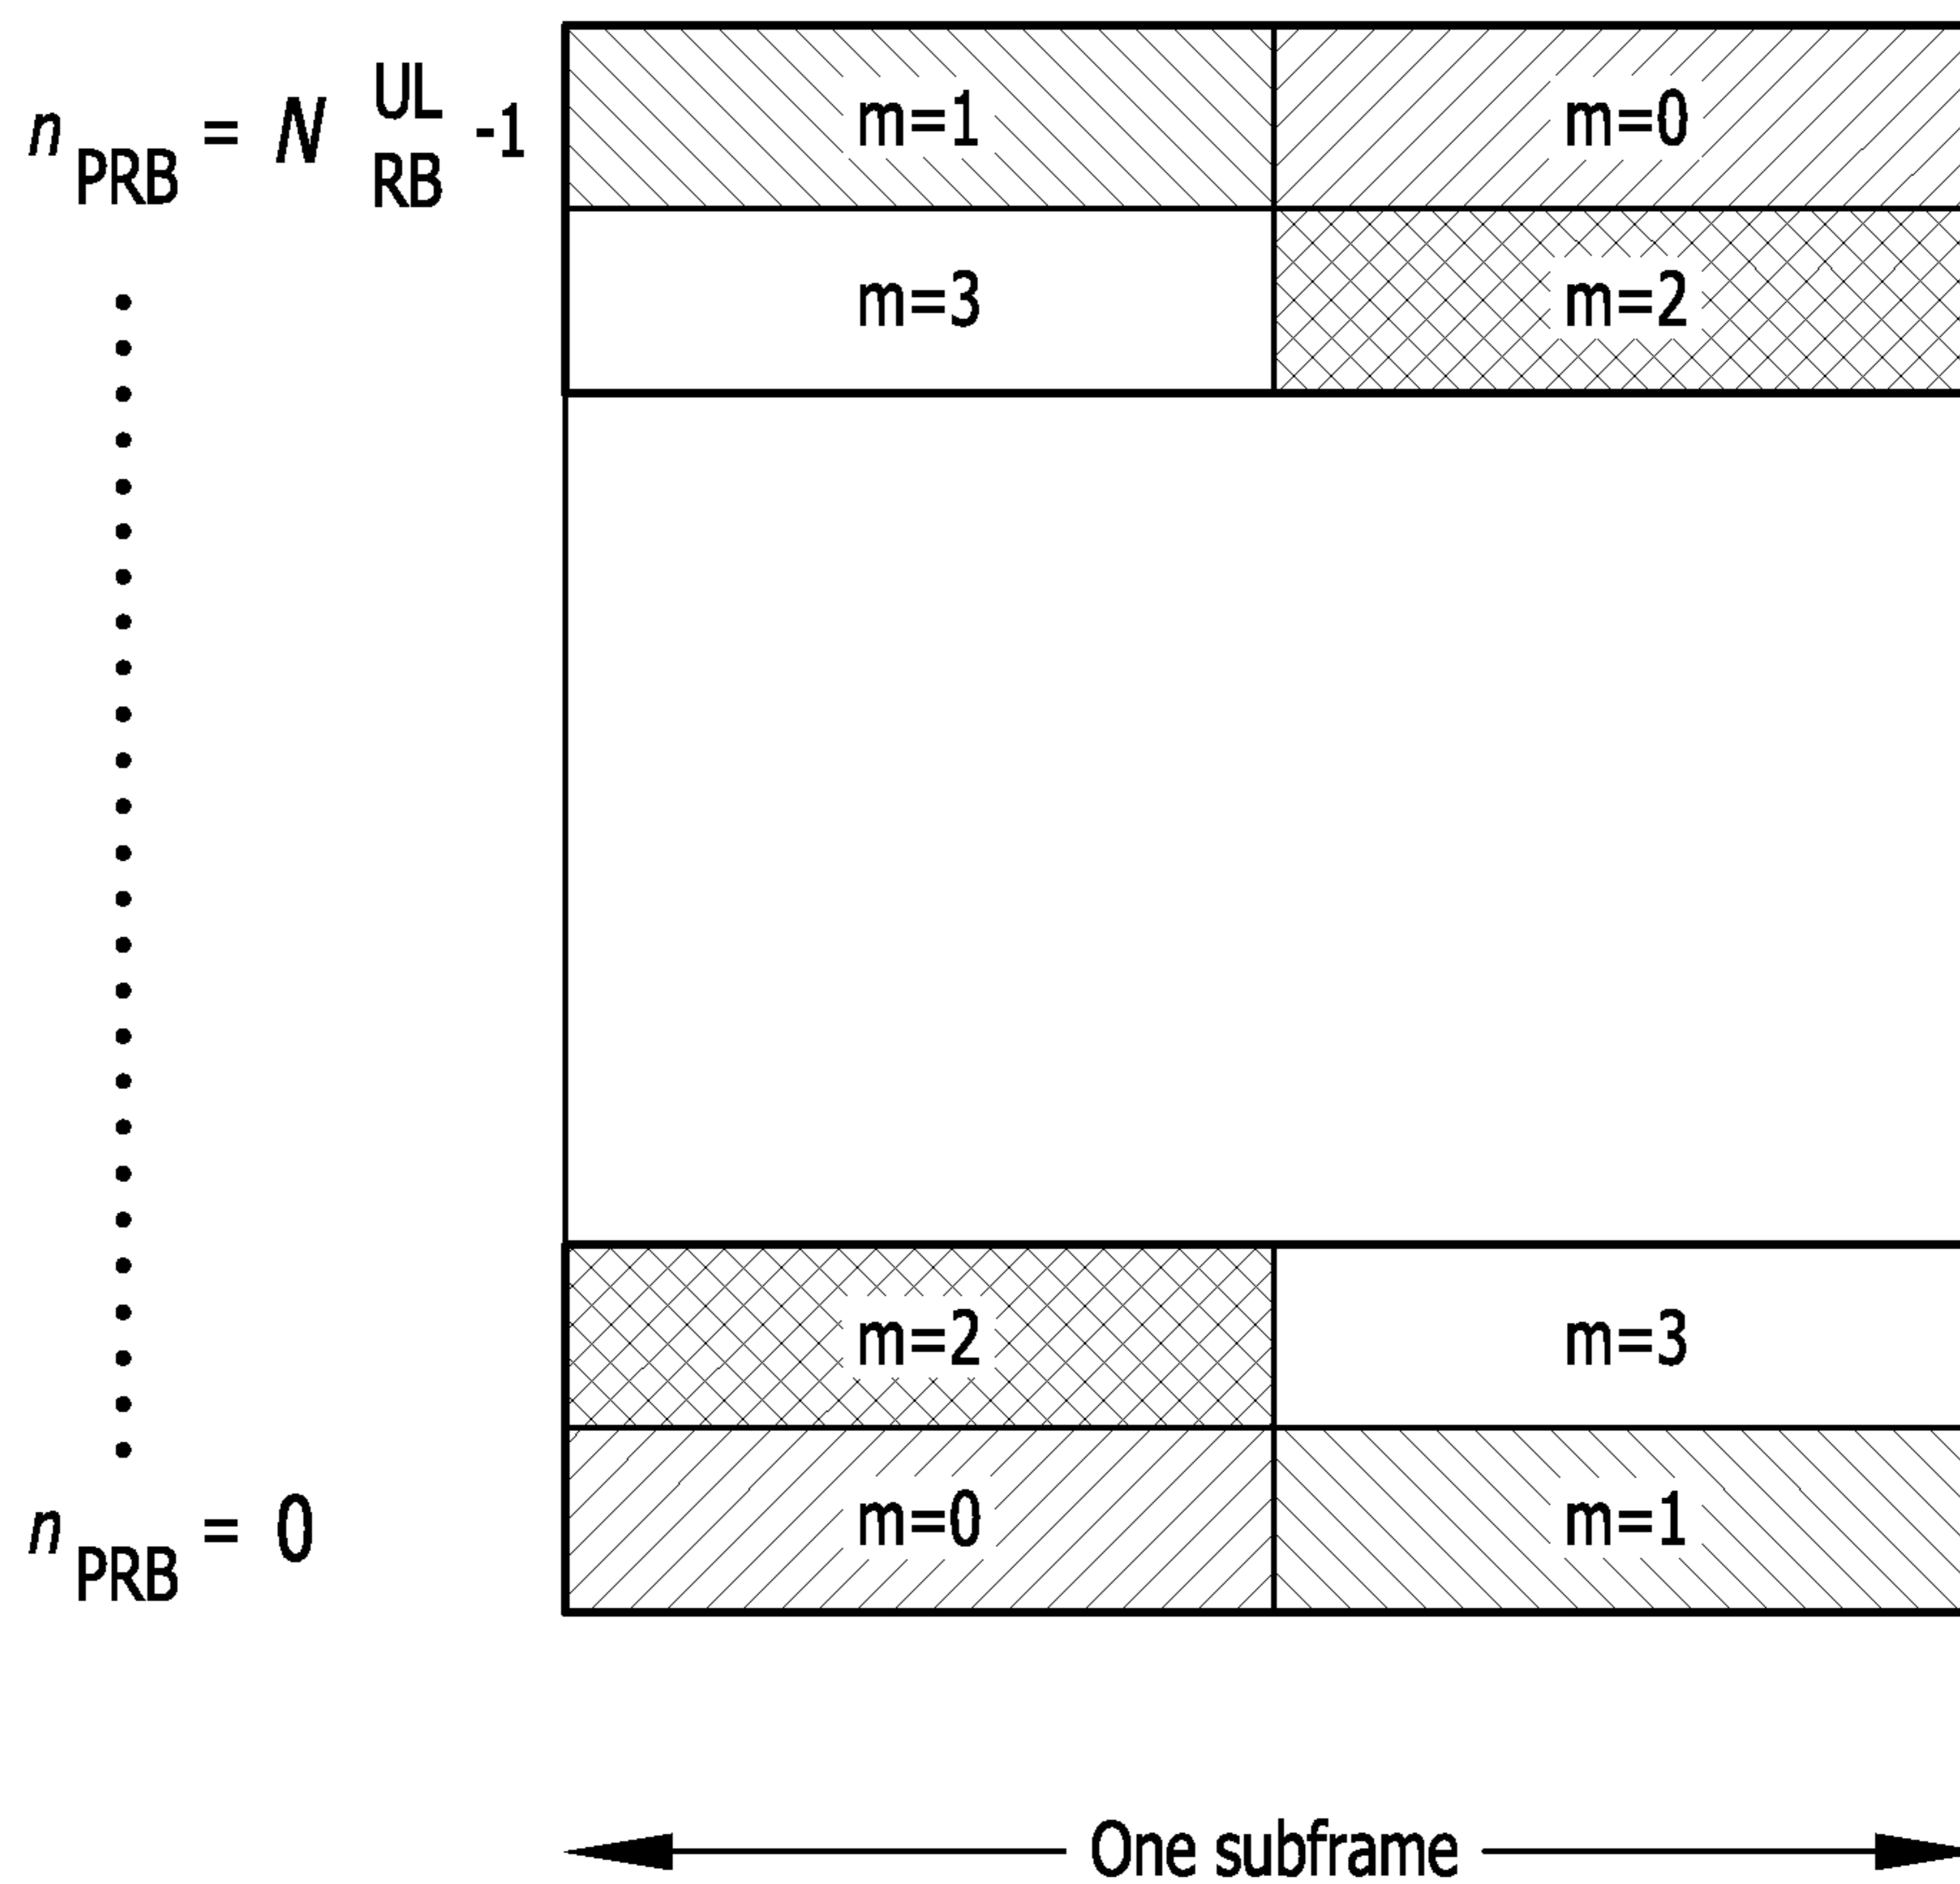 n PRB = N UL RB -1 m=1 m=0
m=3 m=2
m=2 m=3
n PRB = 0 m=0 m=1
One subframe